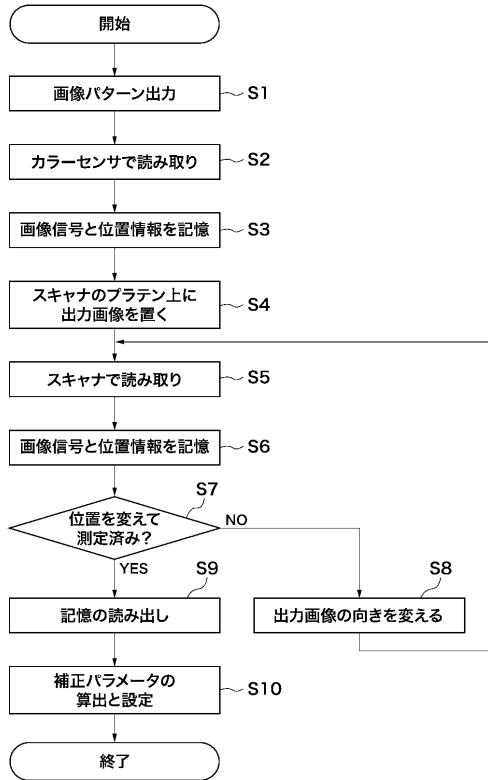 開始
画像パターン出力
S1
カラーセンサで読み取り
S2
画像信号と位置情報を記憶
S3
スキャナのプラテン上に
出力画像を置く
S4
スキャナで読み取り
S5
画像信号と位置情報を記憶
S6
S7
位置を変えて
測定済み?
NO
YES
S9
記憶の読み出し
S8
出力画像の向きを変える
補正パラメータの
算出と設定
S10
終了